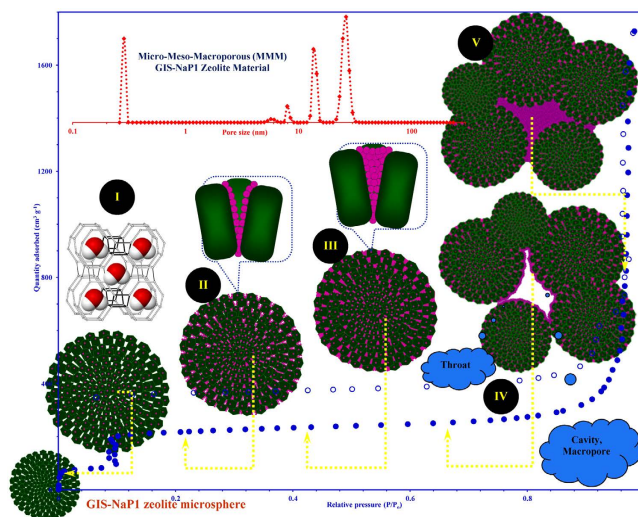 1600
Micro-Meso-Macroporous (MMM)
GIS-NaP1 Zeolite Material
V
0.1
1
10
100
Pore size (nm)
1200
I
Quantity adsorbed (cm³ g⁻¹)
III
II
800
Throat
400
IV
Cavity,
Macropore
GIS-NaP1 zeolite microsphere
0.2
0.4
0.6
0.8
Relative pressure (P/P₀)